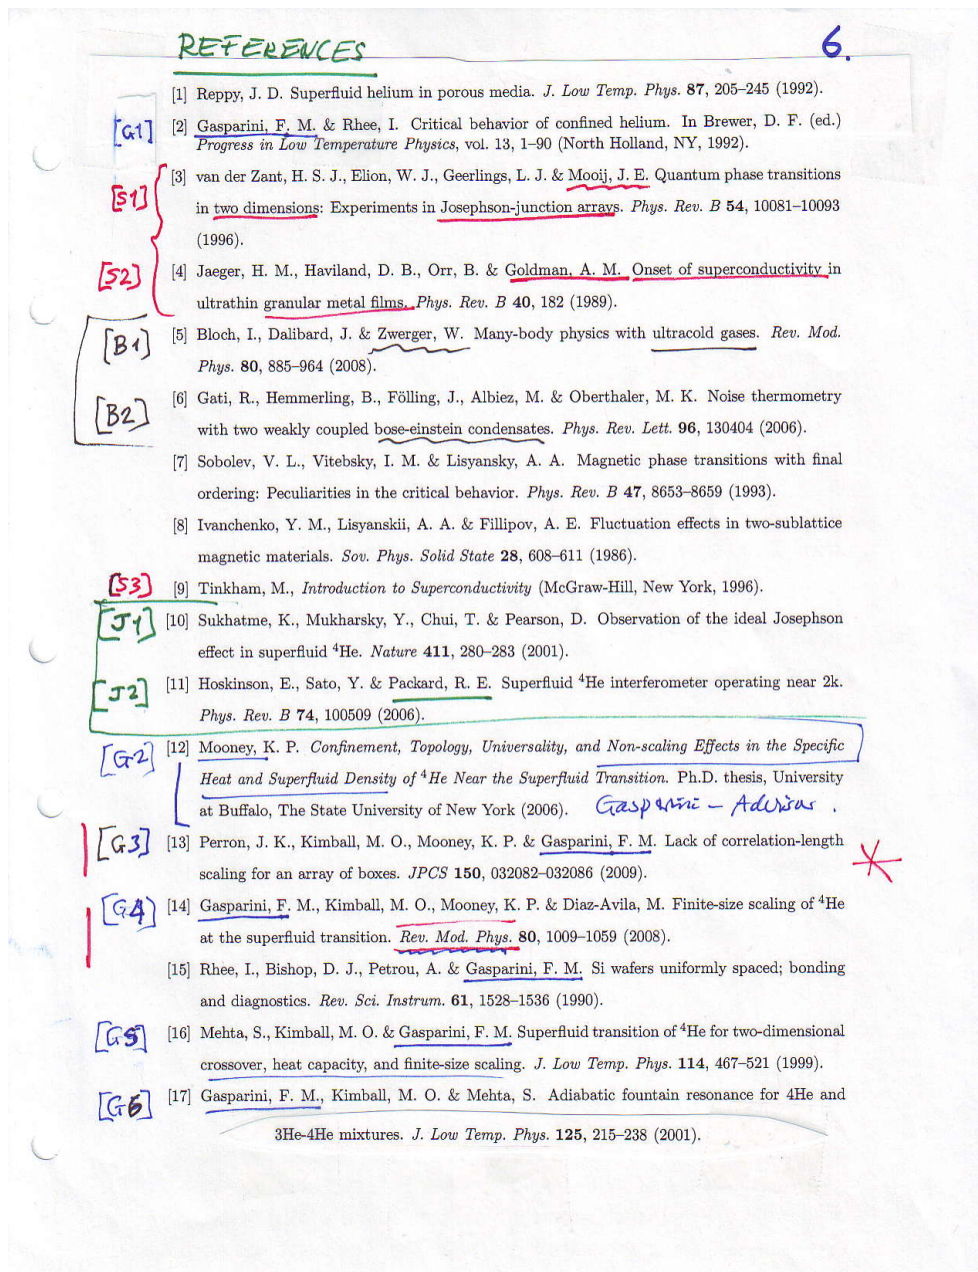 REFERENCES 6.
[1] Reppy, J. D. Superfluid helium in porous media. J. Low Temp. Phys. 87, 205–245 (1992).
[G1] [2] Gasparini, F. M. & Rhee, I. Critical behavior of confined helium. In Brewer, D. F. (ed.)
Progress in Low Temperature Physics, vol. 13, 1–90 (North Holland, NY, 1992).
[S1] [3] van der Zant, H. S. J., Elion, W. J., Geerlings, L. J. & Mooij, J. E. Quantum phase transitions
in two dimensions: Experiments in Josephson-junction arrays. Phys. Rev. B 54, 10081–10093
(1996).
[S2] [4] Jaeger, H. M., Haviland, D. B., Orr, B. & Goldman, A. M. Onset of superconductivity in
ultrathin granular metal films. Phys. Rev. B 40, 182 (1989).
[B1] [5] Bloch, I., Dalibard, J. & Zwerger, W. Many-body physics with ultracold gases. Rev. Mod.
Phys. 80, 885–964 (2008).
[B2] [6] Gati, R., Hemmerling, B., Fölling, J., Albiez, M. & Oberthaler, M. K. Noise thermometry
with two weakly coupled bose-einstein condensates. Phys. Rev. Lett. 96, 130404 (2006).
[7] Sobolev, V. L., Vitebsky, I. M. & Lisyansky, A. A. Magnetic phase transitions with final
ordering: Peculiarities in the critical behavior. Phys. Rev. B 47, 8653–8659 (1993).
[8] Ivanchenko, Y. M., Lisyanskii, A. A. & Fillipov, A. E. Fluctuation effects in two-sublattice
magnetic materials. Sov. Phys. Solid State 28, 608–611 (1986).
[S3] [9] Tinkham, M., Introduction to Superconductivity (McGraw-Hill, New York, 1996).
[J1] [10] Sukhatme, K., Mukharsky, Y., Chui, T. & Pearson, D. Observation of the ideal Josephson
effect in superfluid ⁴He. Nature 411, 280–283 (2001).
[J2] [11] Hoskinson, E., Sato, Y. & Packard, R. E. Superfluid ⁴He interferometer operating near 2k.
Phys. Rev. B 74, 100509 (2006).
[G2] [12] Mooney, K. P. Confinement, Topology, Universality, and Non-scaling Effects in the Specific
Heat and Superfluid Density of ⁴He Near the Superfluid Transition. Ph.D. thesis, University
at Buffalo, The State University of New York (2006). Gasparini – Advisor.
[G3] [13] Perron, J. K., Kimball, M. O., Mooney, K. P. & Gasparini, F. M. Lack of correlation-length
scaling for an array of boxes. JPCS 150, 032082–032086 (2009).
[G4] [14] Gasparini, F. M., Kimball, M. O., Mooney, K. P. & Diaz-Avila, M. Finite-size scaling of ⁴He
at the superfluid transition. Rev. Mod. Phys. 80, 1009–1059 (2008).
[15] Rhee, I., Bishop, D. J., Petrou, A. & Gasparini, F. M. Si wafers uniformly spaced; bonding
and diagnostics. Rev. Sci. Instrum. 61, 1528–1536 (1990).
[G5] [16] Mehta, S., Kimball, M. O. & Gasparini, F. M. Superfluid transition of ⁴He for two-dimensional
crossover, heat capacity, and finite-size scaling. J. Low Temp. Phys. 114, 467–521 (1999).
[G6] [17] Gasparini, F. M., Kimball, M. O. & Mehta, S. Adiabatic fountain resonance for 4He and
3He-4He mixtures. J. Low Temp. Phys. 125, 215–238 (2001).